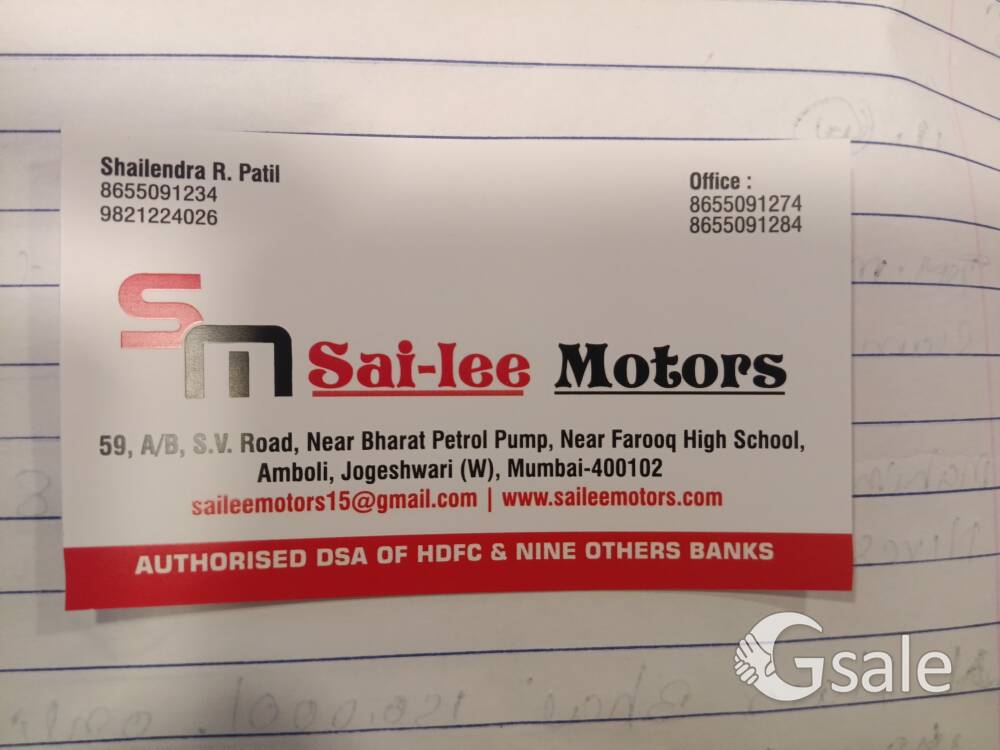 Shailendra R. Patil
8655091234
9821224026
Office :
8655091274
8655091284
SM
Sai-lee Motors
59, A/B, S.V. Road, Near Bharat Petrol Pump, Near Farooq High School,
Amboli, Jogeshwari (W), Mumbai-400102
saileemotors15@gmail.com | www.saileemotors.com
AUTHORISED DSA OF HDFC & NINE OTHERS BANKS
Gsale